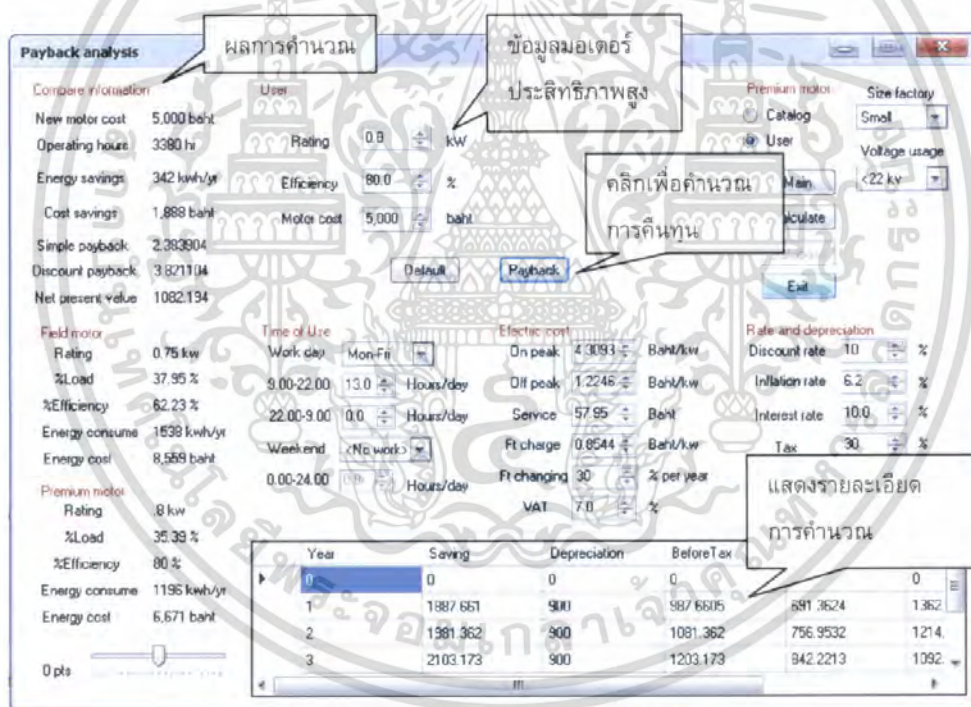 Payback analysis
ผลการคำนวณ
ข้อมูลมอเตอร์
ประสิทธิภาพสูง
Compare information
New motor cost 5,000 baht
Operating hours 3380 hr
Energy savings 342 kwh/yr
Cost savings 1,888 baht
Simple payback 2.383904
Discount payback 3.821104
Net present value 1082.194
User
Rating 0.8 kW
Efficiency 80.0 %
Motor cost 5,000 baht
Default
Payback
คลิกเพื่อคำนวณ
การคืนทุน
Premium motor
Catalog
User
Main
Exit
Size factory
Small
Voltage usage
<22 kv
Field motor
Rating 0.75 kw
%Load 37.95 %
%Efficiency 62.23 %
Energy consume 1538 kwh/yr
Energy cost 8,559 baht
Premium motor
Rating .8 kw
%Load 35.39 %
%Efficiency 80 %
Energy consume 1196 kwh/yr
Energy cost 6,671 baht
0 pts
Time of Use
Work day Mon-Fri
9.00-22.00 13.0 Hours/day
22.00-9.00 0.0 Hours/day
Weekend <No work>
0.00-24.00 0.0 Hours/day
Electric cost
On peak 4.3093 Baht/kw
Off peak 1.2246 Baht/kw
Service 57.95 Baht
Ft charge 0.8544 Baht/kw
Ft changing 30 % per year
VAT 7.0 %
Rate and depreciation
Discount rate 10 %
Inflation rate 6.2 %
Interest rate 10.0 %
Tax 30 %
แสดงรายละเอียด
การคำนวณ
Year Saving Depreciation BeforeTax
0 0 0 0 0
1 1887.661 900 987.6605 691.3624 1362
2 1981.362 900 1081.362 756.9532 1214.
3 2103.173 900 1203.173 842.2213 1092.